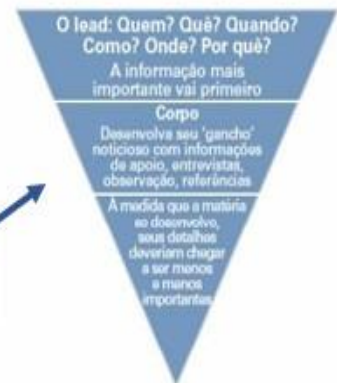 O lead: Quem? Quê? Quando?
Como? Onde? Por quê?
A informação mais
importante vai primeiro
Corpo
Desenvolva seu 'gancho'
noticioso com informações
de apoio, entrevistas,
observação, referências
À medida que a matéria
se desenvolve,
seus detalhes
deveriam chegar
a ser menos
e menos
importantes